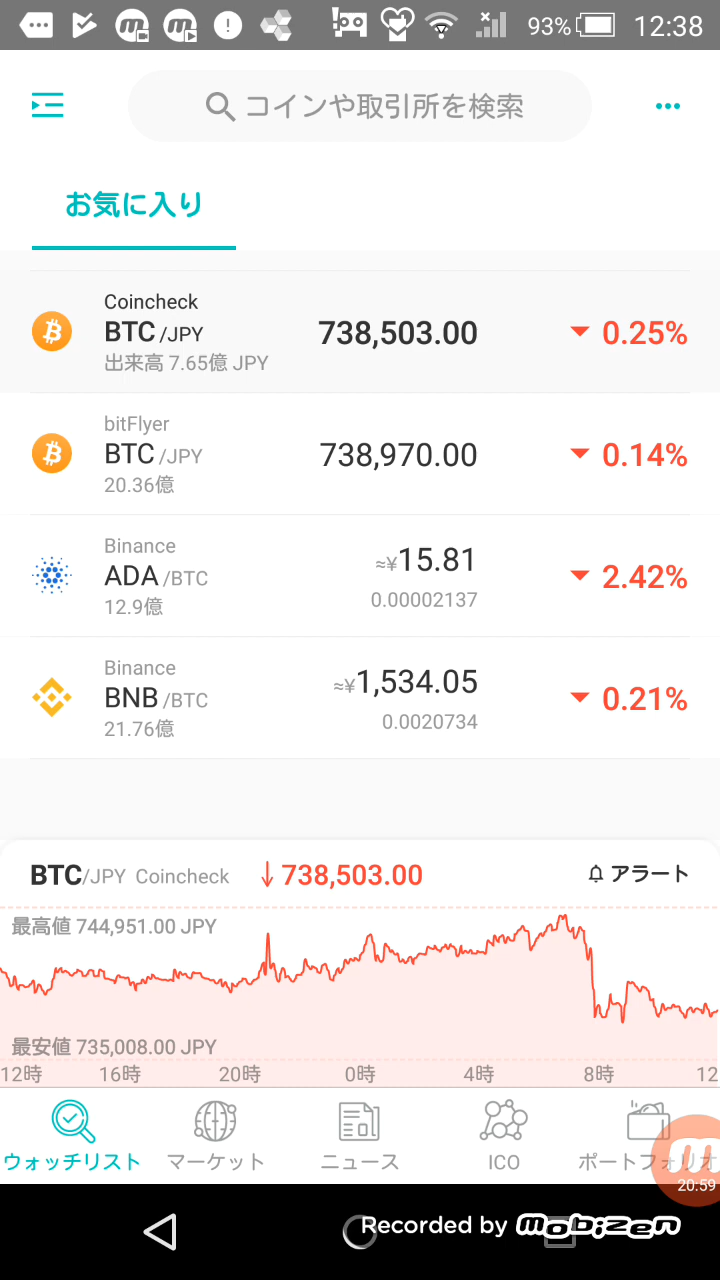 93% 12:38
コインや取引所を検索
お気に入り
Coincheck
BTC/JPY 738,503.00 0.25%
出来高 7.65億 JPY
bitFlyer
BTC/JPY 738,970.00 0.14%
20.36億
Binance
≈¥15.81
ADA/BTC 2.42%
0.00002137
12.9億
Binance
≈¥1,534.05
BNB/BTC 0.21%
0.0020734
21.76億
BTC/JPY Coincheck ↓738,503.00 アラート
最高値 744,951.00 JPY
最安値 735,008.00 JPY
12時 16時 20時 0時 4時 8時 12
ウォッチリスト マーケット ニュース ICO ポートフォリオ
20:59
Recorded by mobizen